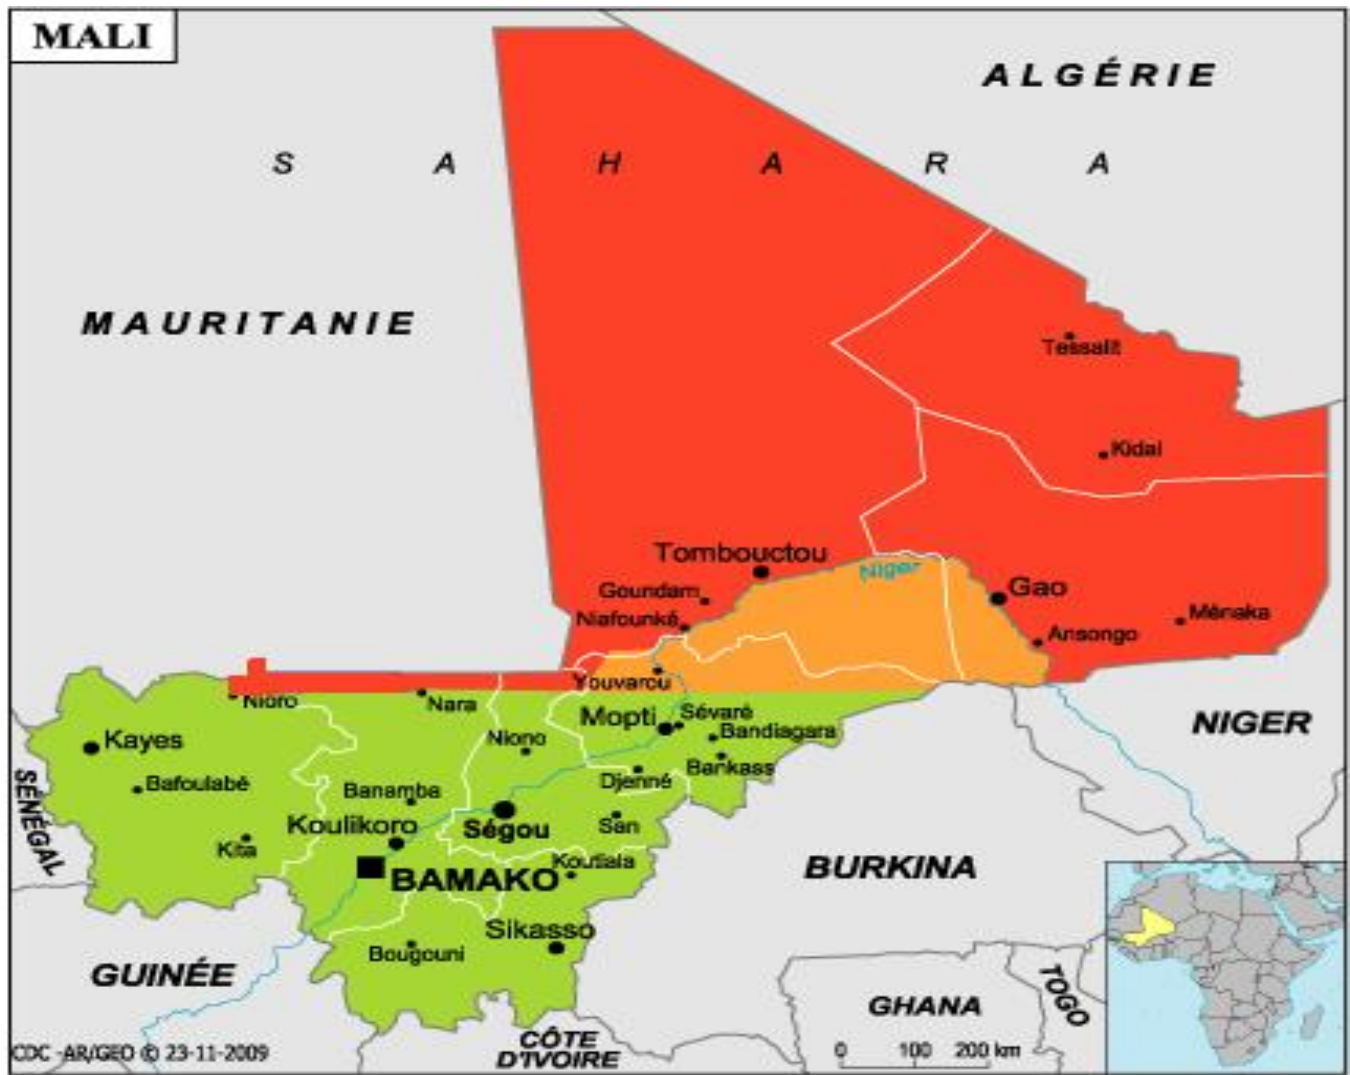 MALI
ALGÉRIE
S A H A R A
MAURITANIE
Tessalit
Kidal
Tombouctou
Niger
Goundam
Gao
Niafounké
Ménaka
Ansongo
Youvarou
Nioro
Nara
Mopti
Sévaré
NIGER
Kayes
Niono
Bandiagara
Bankass
Bafoulabé
Djenné
SÉNÉGAL
Banamba
Koulikoro
Ségou
San
Kita
Koutiala
BAMAKO
BURKINA
Sikasso
Bougouni
GUINÉE
GHANA
TOGO
CÔTE
D'IVOIRE
CDC -AR/GEO © 23-11-2009
0 100 200 km